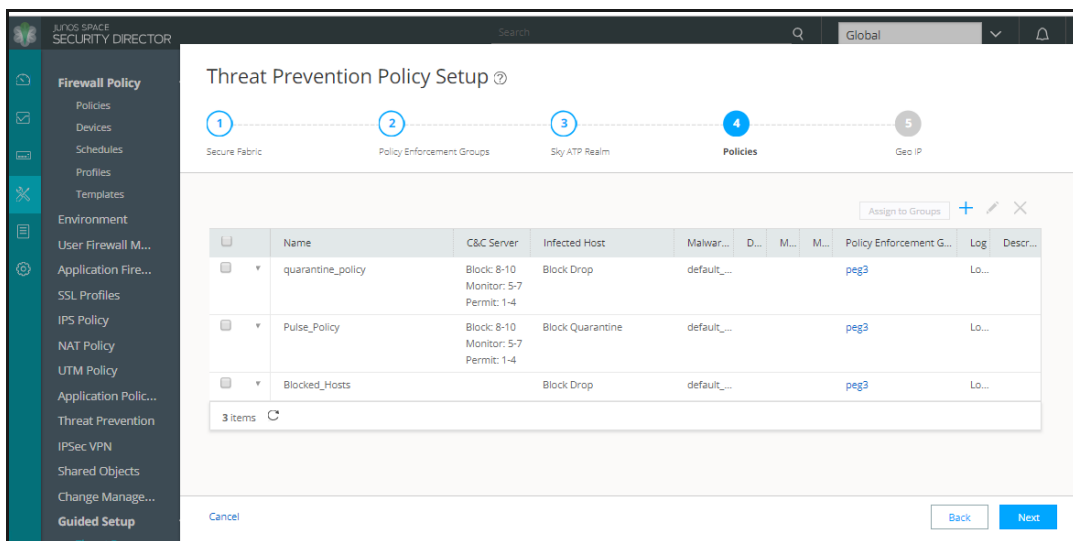 JUNOS SPACE
SECURITY DIRECTOR
Search
Global
Firewall Policy
Policies
Devices
Schedules
Profiles
Templates
Environment
User Firewall M...
Application Fire...
SSL Profiles
IPS Policy
NAT Policy
UTM Policy
Application Polic...
Threat Prevention
IPSec VPN
Shared Objects
Change Manage...
Guided Setup
Threat Prevention Policy Setup ?
1 2 3 4 5
Secure Fabric Policy Enforcement Groups Sky ATP Realm Policies Geo IP
Assign to Groups
Name C&C Server Infected Host Malwar... D... M... M... Policy Enforcement G... Log Descr...
quarantine_policy Block: 8-10 Block Drop default_... peg3 Lo...
Monitor: 5-7
Permit: 1-4
Pulse_Policy Block: 8-10 Block Quarantine default_... peg3 Lo...
Monitor: 5-7
Permit: 1-4
Blocked_Hosts Block Drop default_... peg3 Lo...
3 items
Cancel Back Next